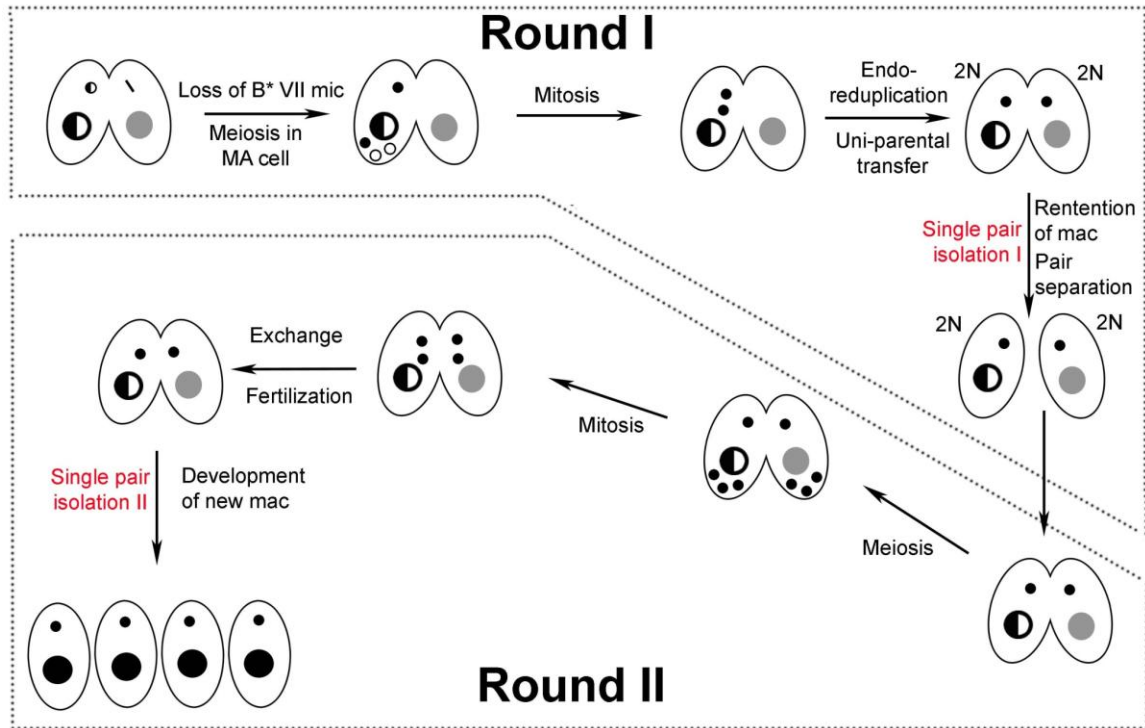 Round I
Loss of B* VII mic
Meiosis in
MA cell
Mitosis
Endo-
reduplication
Uni-parental
transfer
2N
2N
Single pair
isolation I
Rentention
of mac
Pair
separation
2N
2N
Meiosis
Mitosis
Exchange
Fertilization
Single pair
isolation II
Development
of new mac
Round II